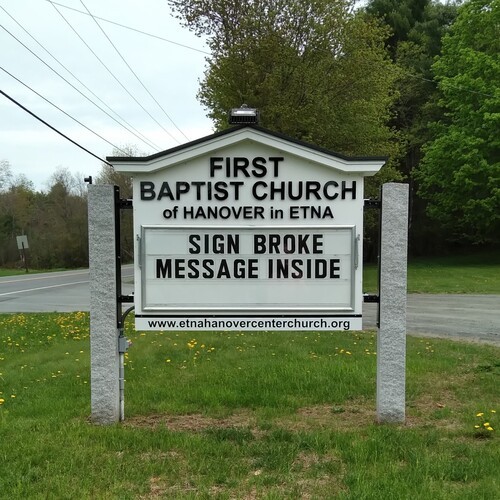 FIRST
BAPTIST CHURCH
of HANOVER in ETNA
SIGN BROKE
MESSAGE INSIDE
www.etnahanovercenterchurch.org